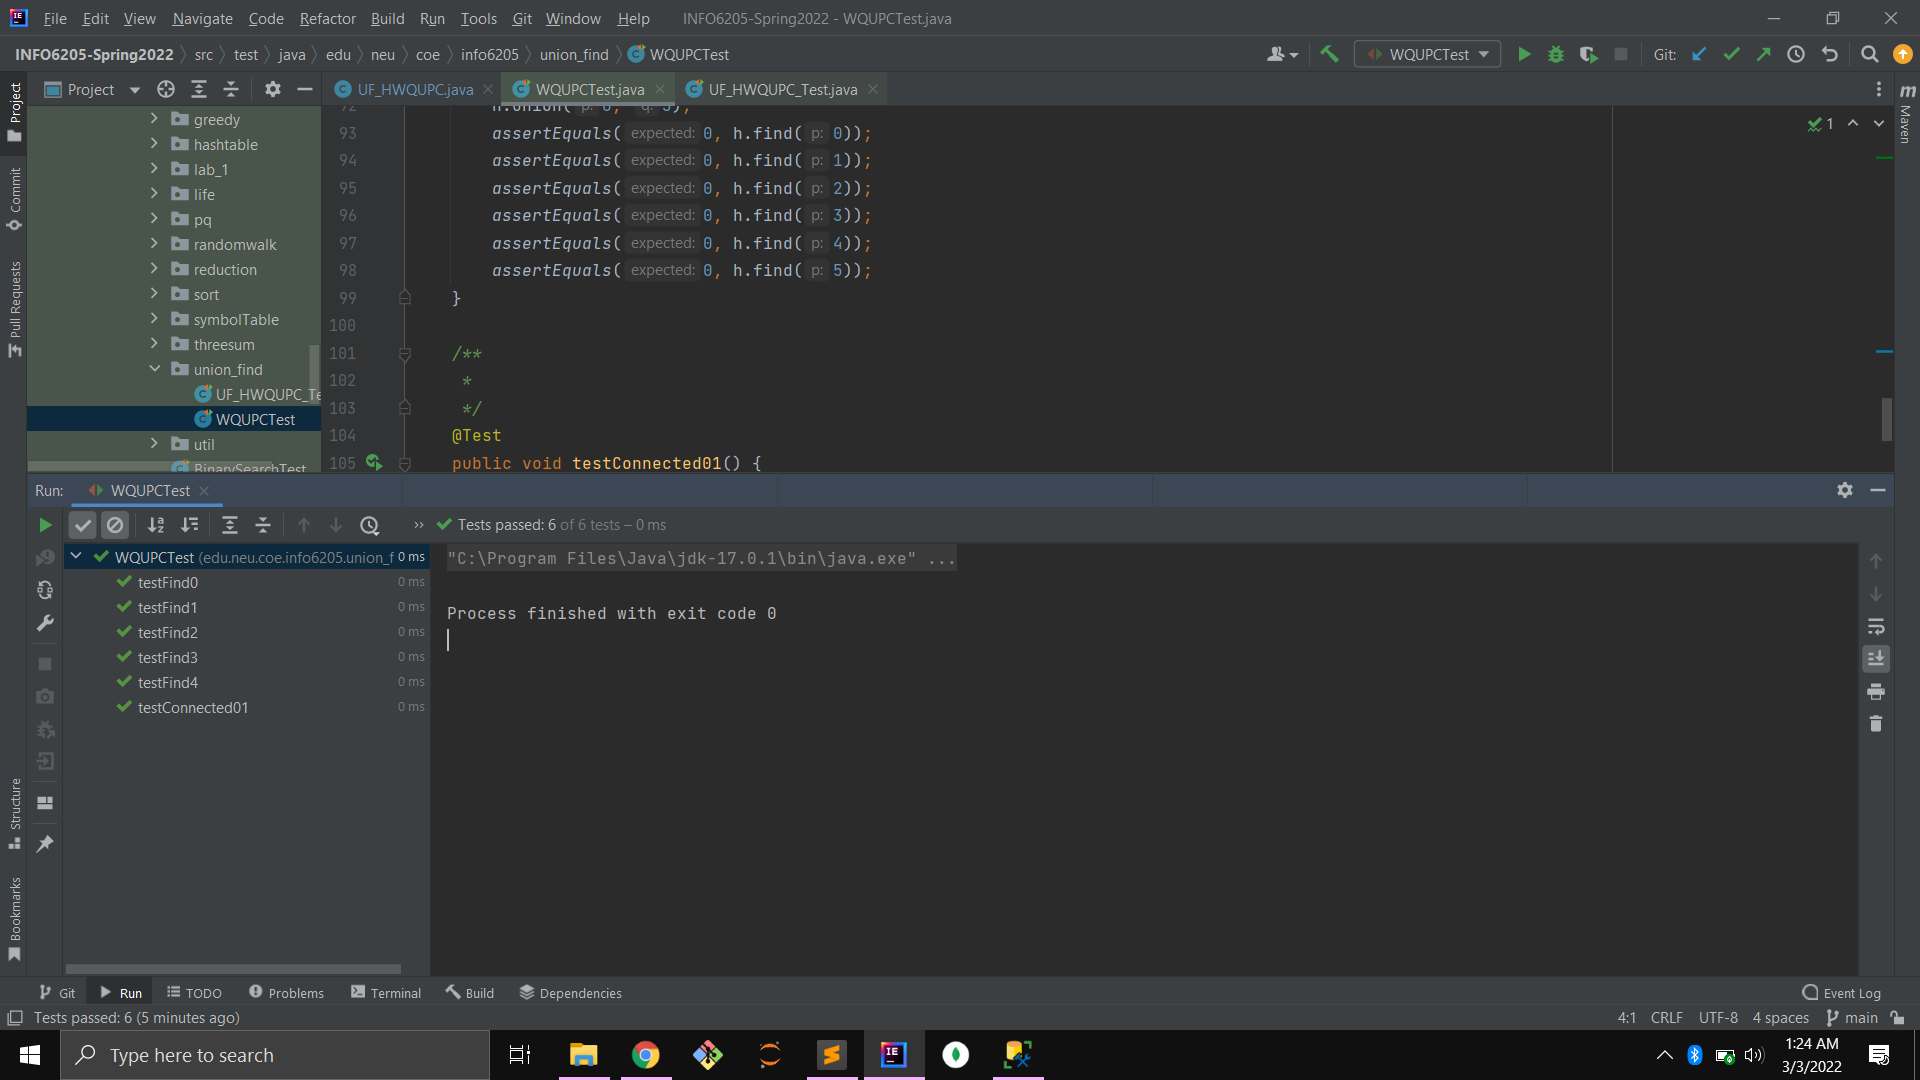 File Edit View Navigate Code Refactor Build Run Tools Git Window Help INFO6205-Spring2022 - WQUPCTest.java
INFO6205-Spring2022 src test java edu neu coe info6205 union_find WQUPCTest WQUPCTest Git:
Project UF_HWQUPC.java WQUPCTest.java UF_HWQUPC_Test.java
Project
Commit
Pull Requests
Structure
Bookmarks
Maven
greedy
hashtable
lab_1
life
pq
randomwalk
reduction
sort
symbolTable
threesum
union_find
UF_HWQUPC_Te
WQUPCTest
util
BinarySearchTest
92 h.union( p: 0, q: 5);
93 assertEquals( expected: 0, h.find( p: 0));
94 assertEquals( expected: 0, h.find( p: 1));
95 assertEquals( expected: 0, h.find( p: 2));
96 assertEquals( expected: 0, h.find( p: 3));
97 assertEquals( expected: 0, h.find( p: 4));
98 assertEquals( expected: 0, h.find( p: 5));
99 }
100
101 /**
102 *
103 */
104 @Test
105 public void testConnected01() {
1
Run: WQUPCTest
Tests passed: 6 of 6 tests – 0 ms
WQUPCTest (edu.neu.coe.info6205.union_f 0 ms
testFind0 0 ms
testFind1 0 ms
testFind2 0 ms
testFind3 0 ms
testFind4 0 ms
testConnected01 0 ms
"C:\Program Files\Java\jdk-17.0.1\bin\java.exe" ...
Process finished with exit code 0
Git Run TODO Problems Terminal Build Dependencies Event Log
Tests passed: 6 (5 minutes ago) 4:1 CRLF UTF-8 4 spaces main
Type here to search
1:24 AM
3/3/2022